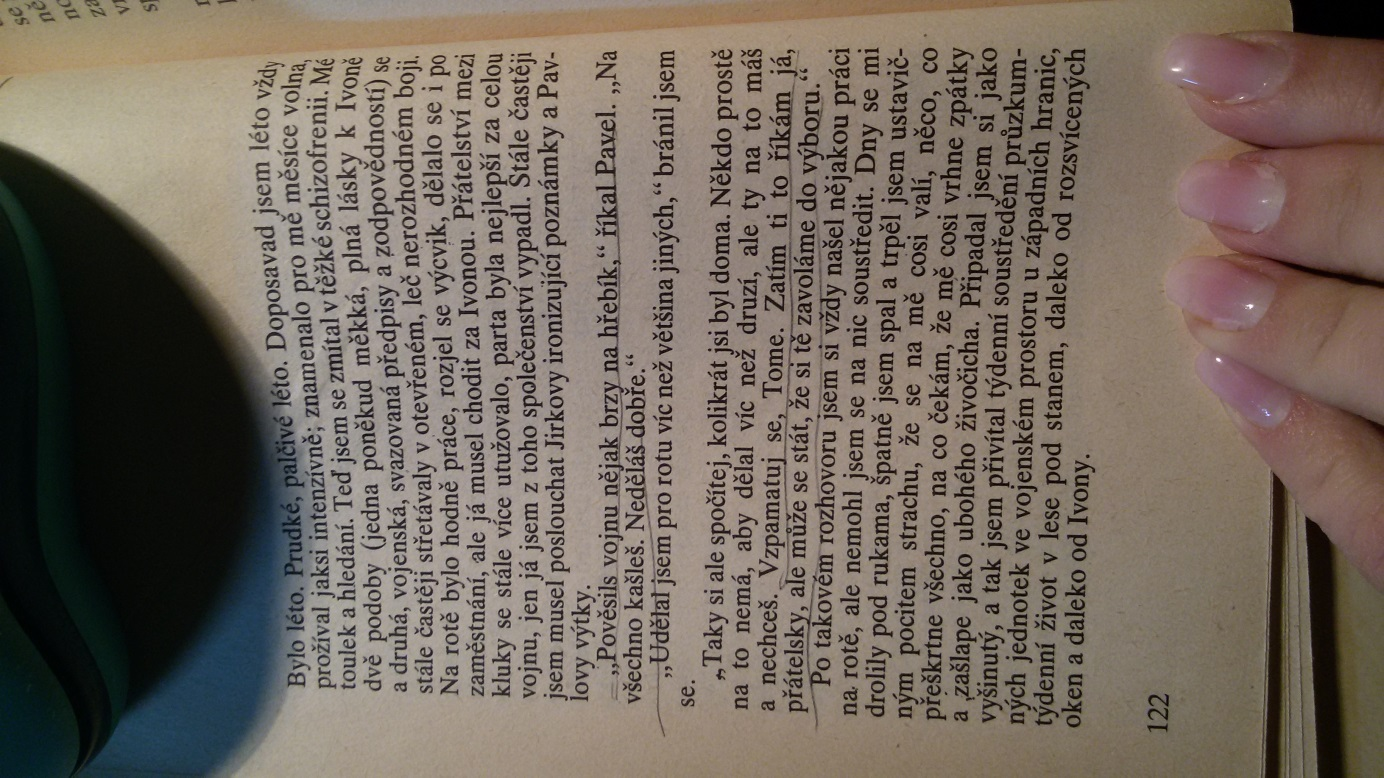 Bylo léto. Prudké, palčivé léto. Doposavad jsem léto vždy
prožíval jaksi intenzívně; znamenalo pro mě měsíce volna,
toulek a hledání. Teď jsem se zmítal v těžké schizofrenii. Mé
dvě podoby (jedna poněkud měkká, plná lásky k Ivoně
a druhá, vojenská, svazovaná předpisy a zodpovědností) se
stále častěji střetávaly v otevřeném, leč nerozhodném boji.
Na rotě bylo hodně práce, rozjel se výcvik, dělalo se i po
zaměstnání, ale já musel chodit za Ivonou. Přátelství mezi
kluky se stále více utužovalo, parta byla nejlepší za celou
vojnu, jen já jsem z toho společenství vypadl. Stále častěji
jsem musel poslouchat Jirkovy ironizující poznámky a Pav-
lovy výtky.
„Pověsils vojnu nějak brzy na hřebík,“ říkal Pavel. „Na
všechno kašleš. Neděláš dobře.“
„Udělal jsem pro rotu víc než většina jiných,“ bránil jsem
se.
„Taky si ale spočítej, kolikrát jsi byl doma. Někdo prostě
na to nemá, aby dělal víc než druzí, ale ty na to máš
a nechceš. Vzpamatuj se, Tome. Zatím ti to říkám já,
přátelsky, ale může se stát, že si tě zavoláme do výboru.“
Po takovém rozhovoru jsem si vždy našel nějakou práci
na rotě, ale nemohl jsem se na nic soustředit. Dny se mi
drolily pod rukama, špatně jsem spal a trpěl jsem ustavič-
ným pocitem strachu, že se na mě cosi valí, něco, co
přeškrtne všechno, na co čekám, že mě cosi vrhne zpátky
a zašlape jako ubohého živočicha. Připadal jsem si jako
vyšinutý, a tak jsem přivítal týdenní soustředění průzkum-
ných jednotek ve vojenském prostoru u západních hranic,
týdenní život v lese pod stanem, daleko od rozsvícených
oken a daleko od Ivony.
122